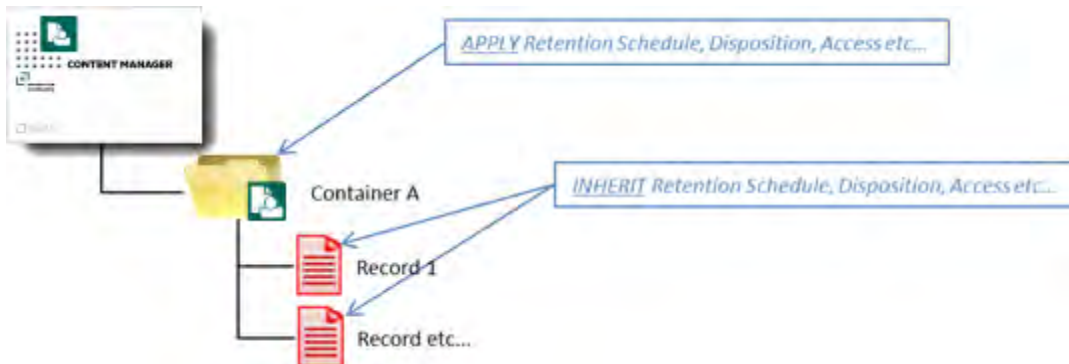 CONTENT MANAGER
APPLY Retention Schedule, Disposition, Access etc...
Container A
INHERIT Retention Schedule, Disposition, Access etc...
Record 1
Record etc...